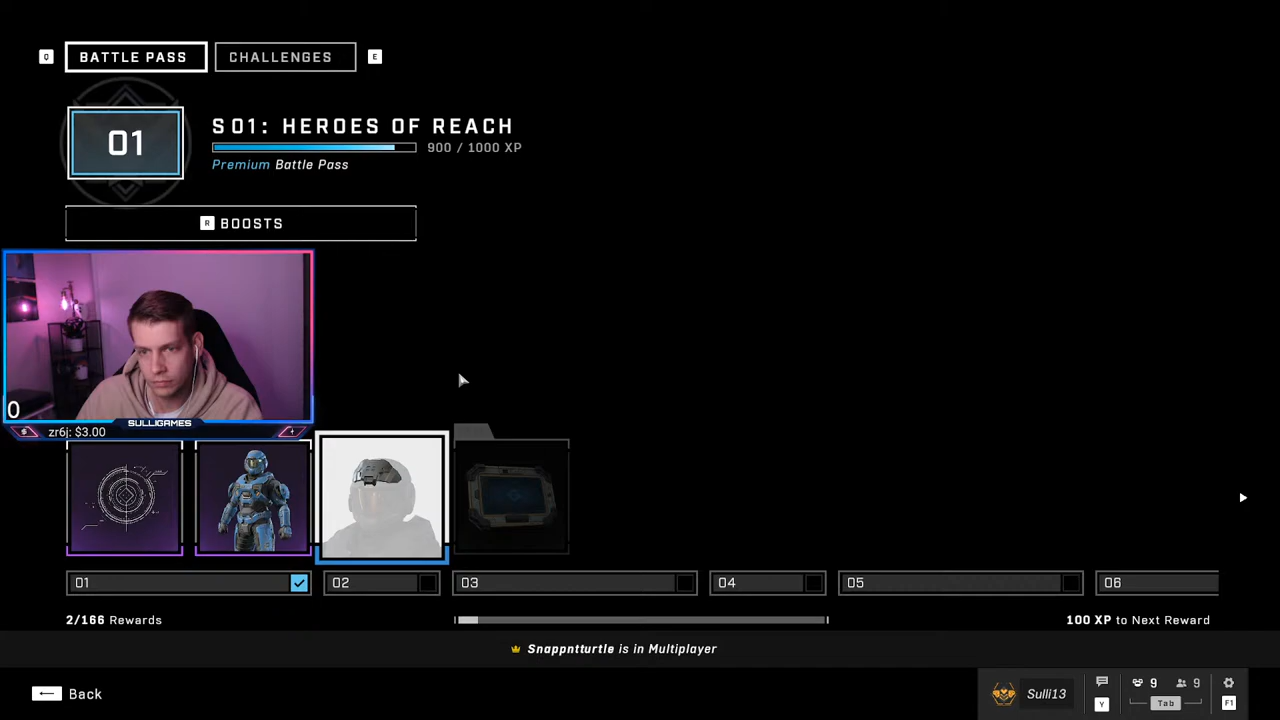 Q BATTLE PASS CHALLENGES E
01
S01: HEROES OF REACH
900 / 1000 XP
Premium Battle Pass
R BOOSTS
0
SULLIGAMES
$ zr6j: $3.00 +
01 02 03 04 05 06
2/166 Rewards
100 XP to Next Reward
Snappntturtle is in Multiplayer
Back
Sulli13
Y
9 9
Tab
F1